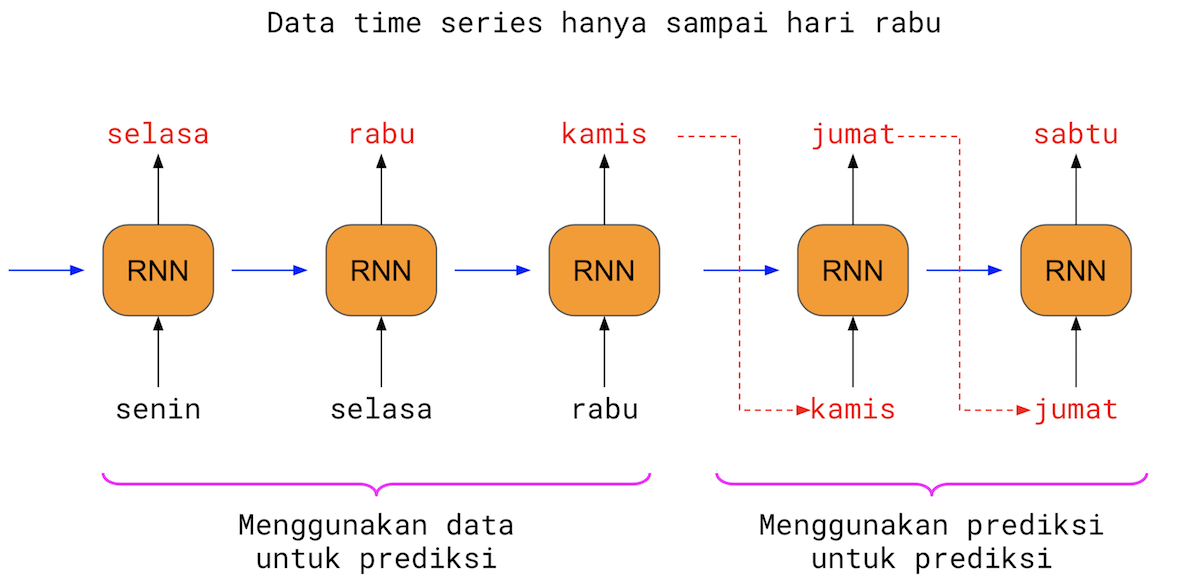 Data time series hanya sampai hari rabu
selasa rabu kamis jumat sabtu
RNN RNN RNN RNN RNN
senin selasa rabu kamis jumat
Menggunakan data
untuk prediksi
Menggunakan prediksi
untuk prediksi